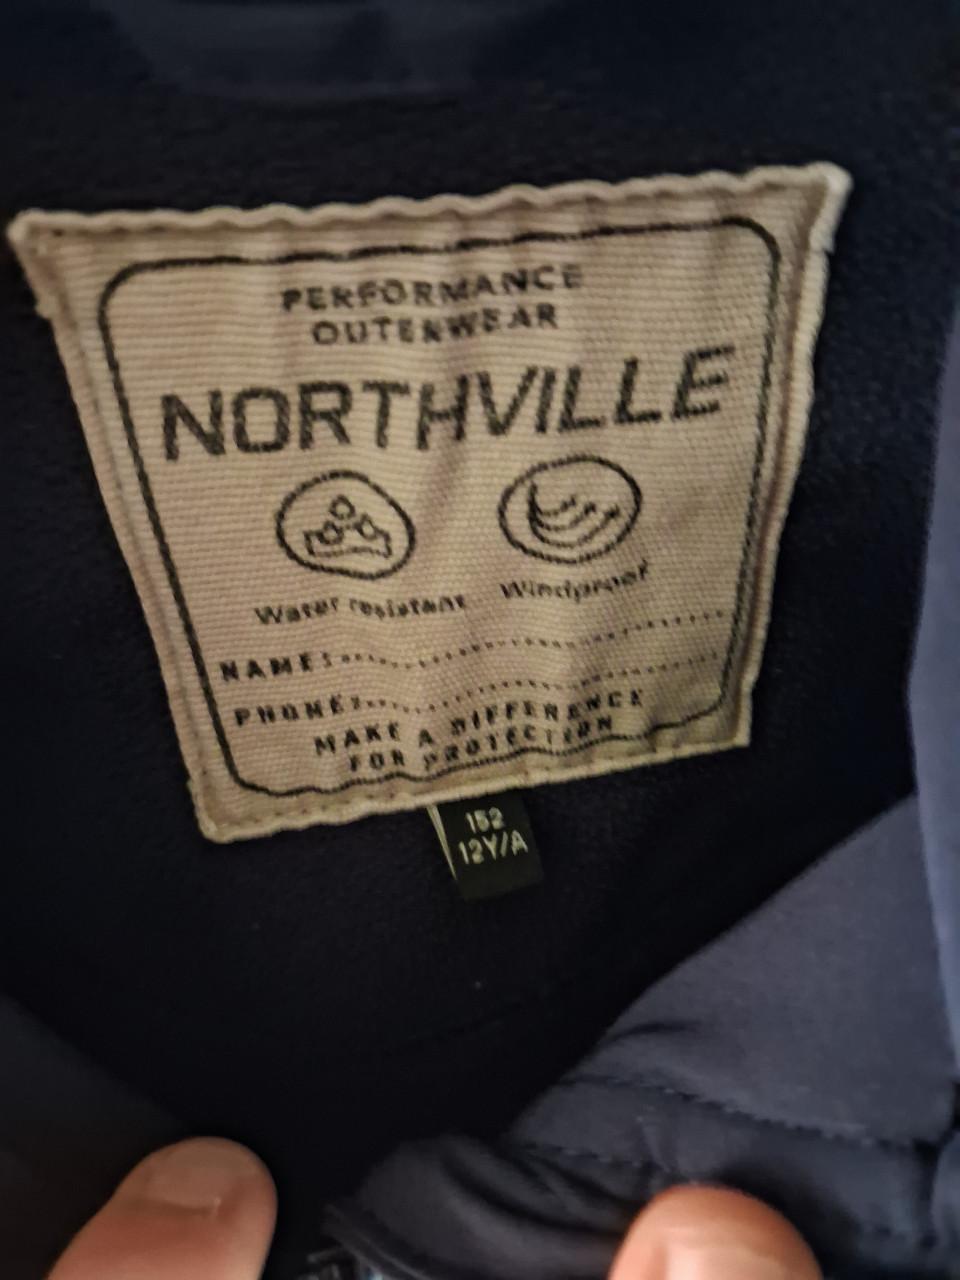 PERFORMANCE
OUTERWEAR
NORTHVILLE
Water resistant Windproof
NAME:
PHONE:
MAKE A DIFFERENCE
FOR PROTECTION
152
12Y/A